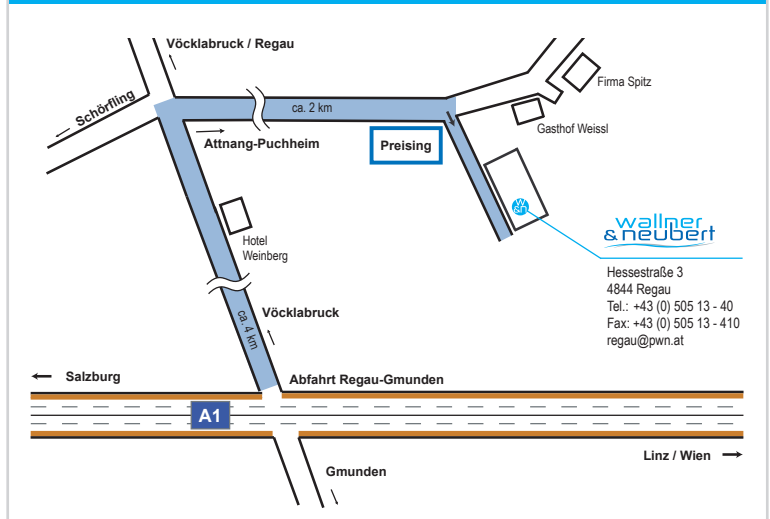 Vöcklabruck / Regau
Schörfling
ca. 2 km
Attnang-Puchheim
Preising
Firma Spitz
Gasthof Weissl
Hotel
Weinberg
wsn
wallner
&neubert
Hessestraße 3
4844 Regau
Tel.: +43 (0) 505 13 - 40
Fax: +43 (0) 505 13 - 410
regau@pwn.at
Vöcklabruck
ca. 4 km
Salzburg
Abfahrt Regau-Gmunden
A1
Linz / Wien
Gmunden